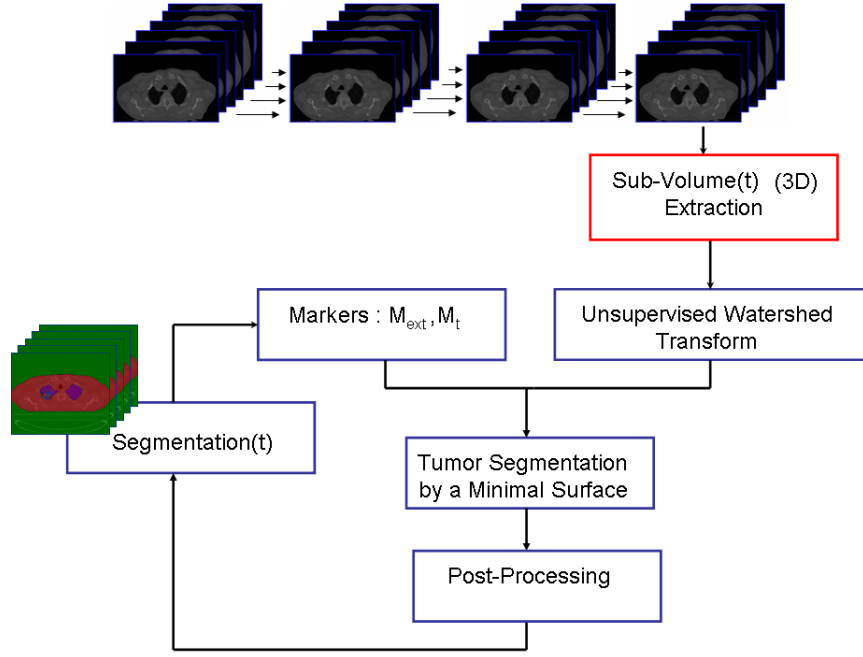 Sub-Volume(t) (3D)
Extraction
Markers : M_ext ,M_t
Unsupervised Watershed
Transform
Segmentation(t)
Tumor Segmentation
by a Minimal Surface
Post-Processing